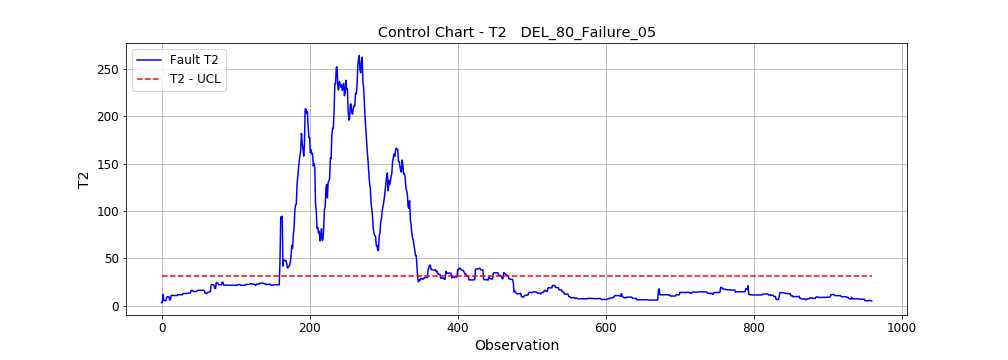 Control Chart - T2   DEL_80_Failure_05
Fault T2
T2 - UCL
T2
250
200
150
100
50
0
0 200 400 600 800 1000
Observation